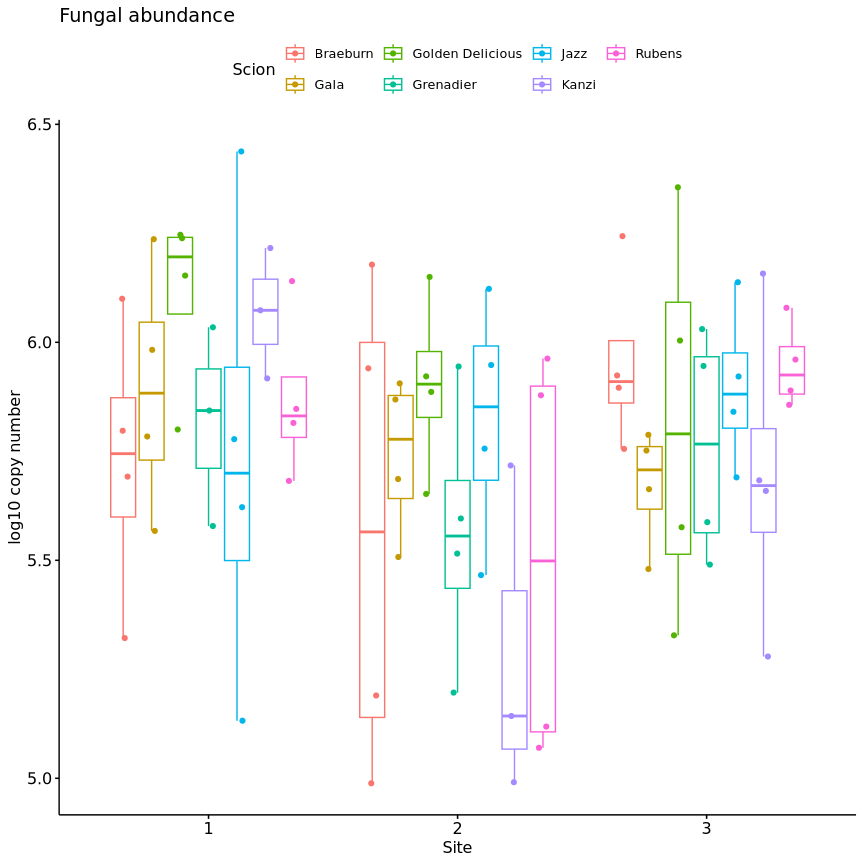 Fungal abundance
Scion
Braeburn
Golden Delicious
Jazz
Rubens
Gala
Grenadier
Kanzi
log10 copy number
6.5
6.0
5.5
5.0
1
2
3
Site